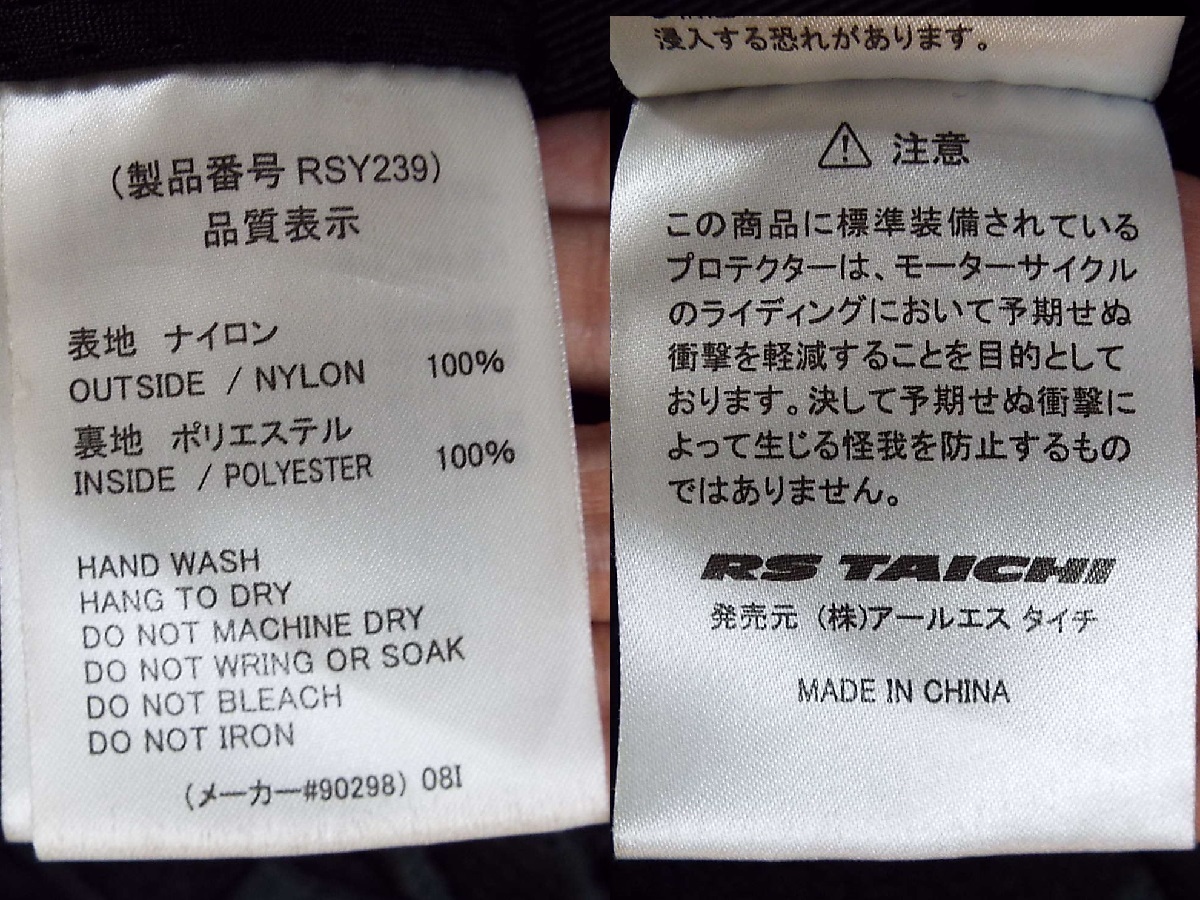 (製品番号 RSY239)
品質表示
表地 ナイロン
OUTSIDE / NYLON 100%
裏地 ポリエステル
INSIDE / POLYESTER 100%
HAND WASH
HANG TO DRY
DO NOT MACHINE DRY
DO NOT WRING OR SOAK
DO NOT BLEACH
DO NOT IRON
(メーカー#90298) 08I
浸入する恐れがあります。
⚠ 注意
この商品に標準装備されている
プロテクターは、モーターサイクル
のライディングにおいて予期せぬ
衝撃を軽減することを目的として
おります。決して予期せぬ衝撃に
よって生じる怪我を防止するもの
ではありません。
RS TAICHI
発売元 (株)アールエス タイチ
MADE IN CHINA